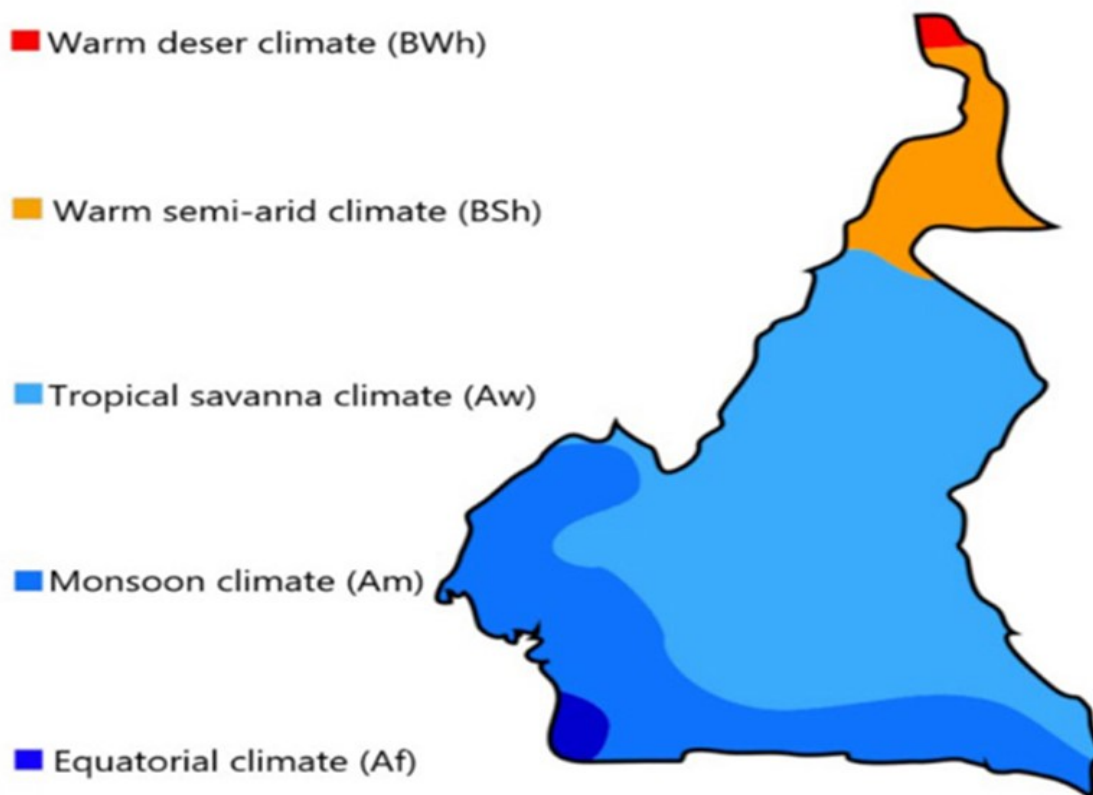 Warm deser climate (BWh)
Warm semi-arid climate (BSh)
Tropical savanna climate (Aw)
Monsoon climate (Am)
Equatorial climate (Af)